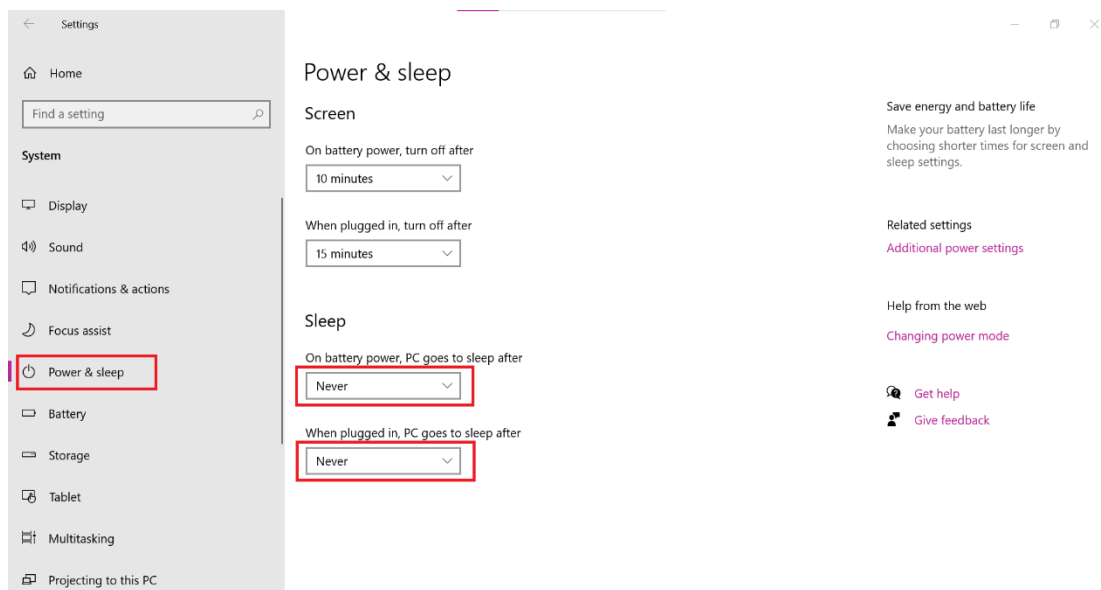 Settings
Home
Find a setting
System
Display
Sound
Notifications & actions
Focus assist
Power & sleep
Battery
Storage
Tablet
Multitasking
Projecting to this PC
Power & sleep
Screen
On battery power, turn off after
10 minutes
When plugged in, turn off after
15 minutes
Sleep
On battery power, PC goes to sleep after
Never
When plugged in, PC goes to sleep after
Never
Save energy and battery life
Make your battery last longer by
choosing shorter times for screen and
sleep settings.
Related settings
Additional power settings
Help from the web
Changing power mode
Get help
Give feedback